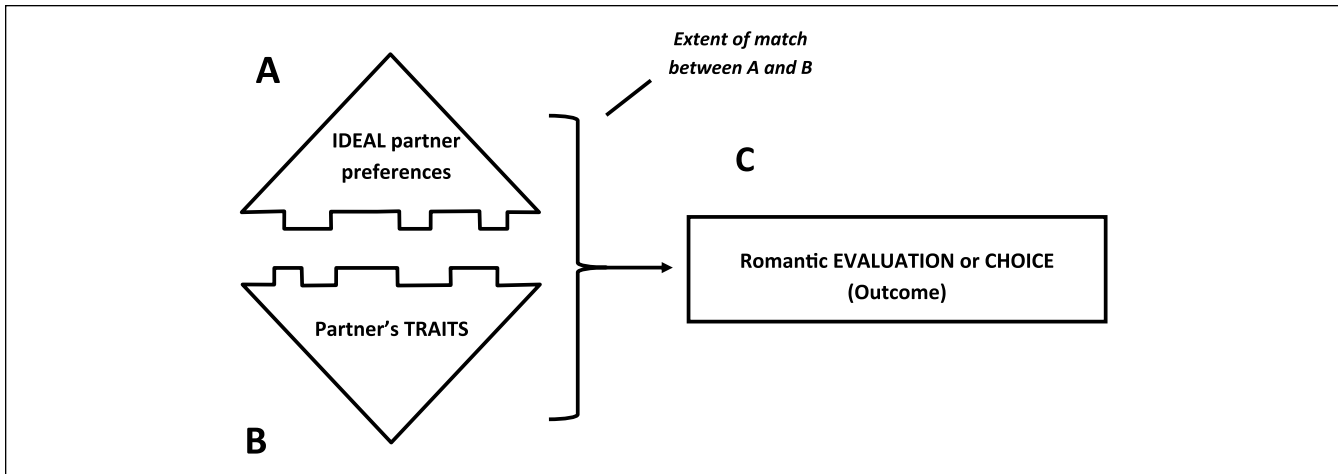 A
IDEAL partner
preferences
Partner’s TRAITS
B
Extent of match
between A and B
C
Romantic EVALUATION or CHOICE
(Outcome)